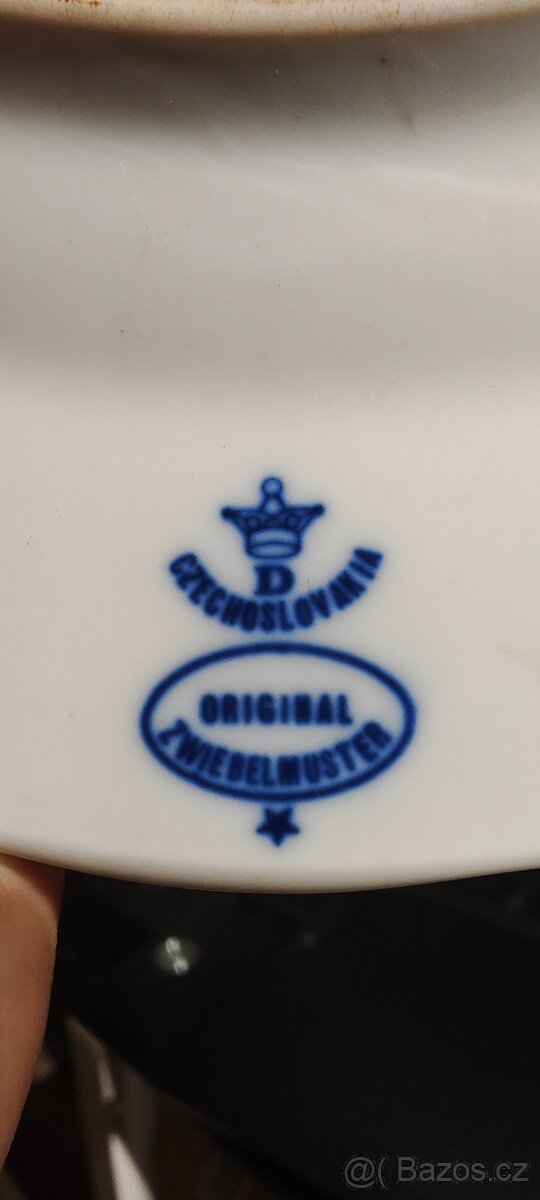 D
CZECHOSLOVAKIA
ORIGINAL
ZWIEBELMUSTER
@( Bazos.cz